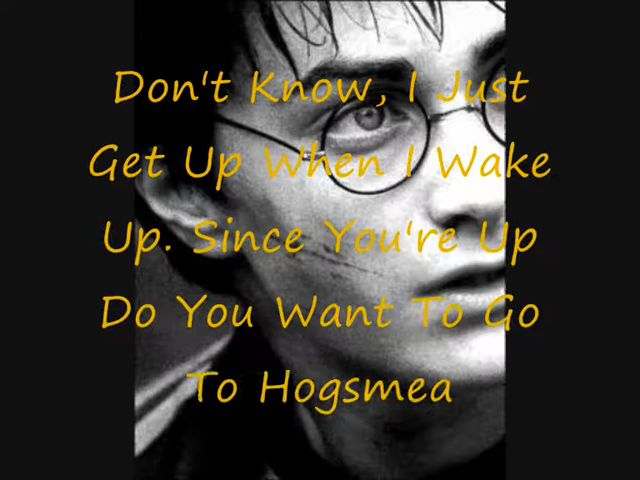 Don't Know, I Just
Get Up When I Wake
Up. Since You're Up
Do You Want To Go
To Hogsmea